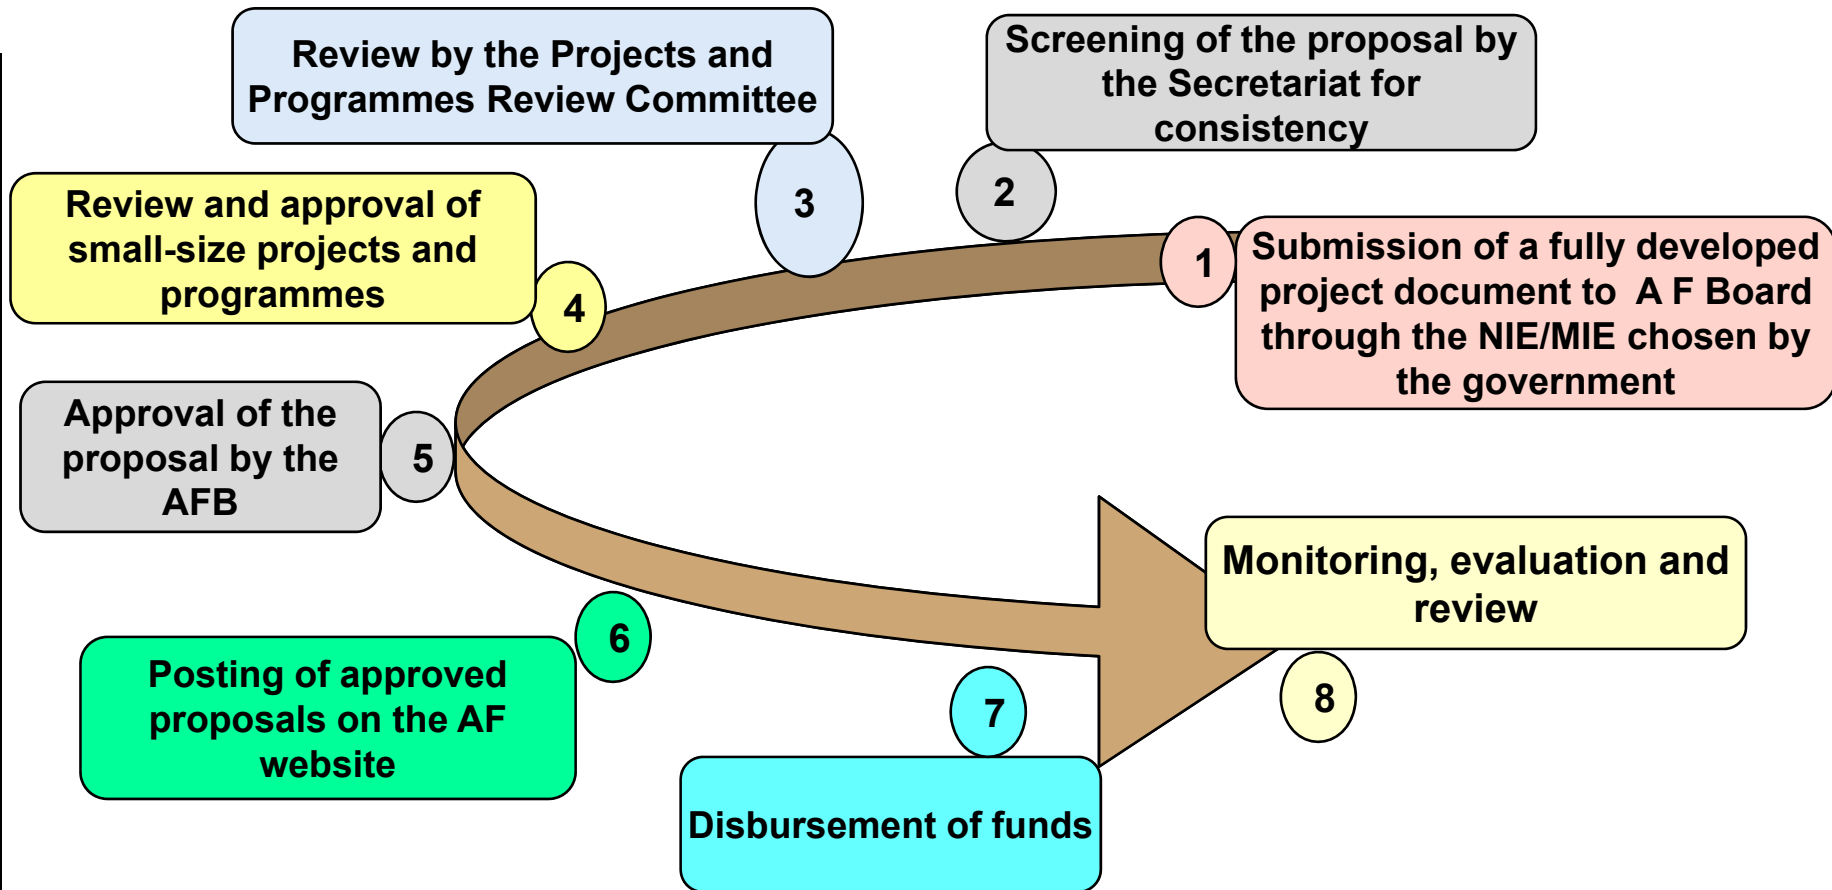 Review by the Projects and
Programmes Review Committee
3
Screening of the proposal by
the Secretariat for
consistency
2
Submission of a fully developed
project document to A F Board
through the NIE/MIE chosen by
the government
1
Review and approval of
small-size projects and
programmes
4
Approval of the
proposal by the
AFB
5
Posting of approved
proposals on the AF
website
6
Disbursement of funds
7
Monitoring, evaluation and
review
8